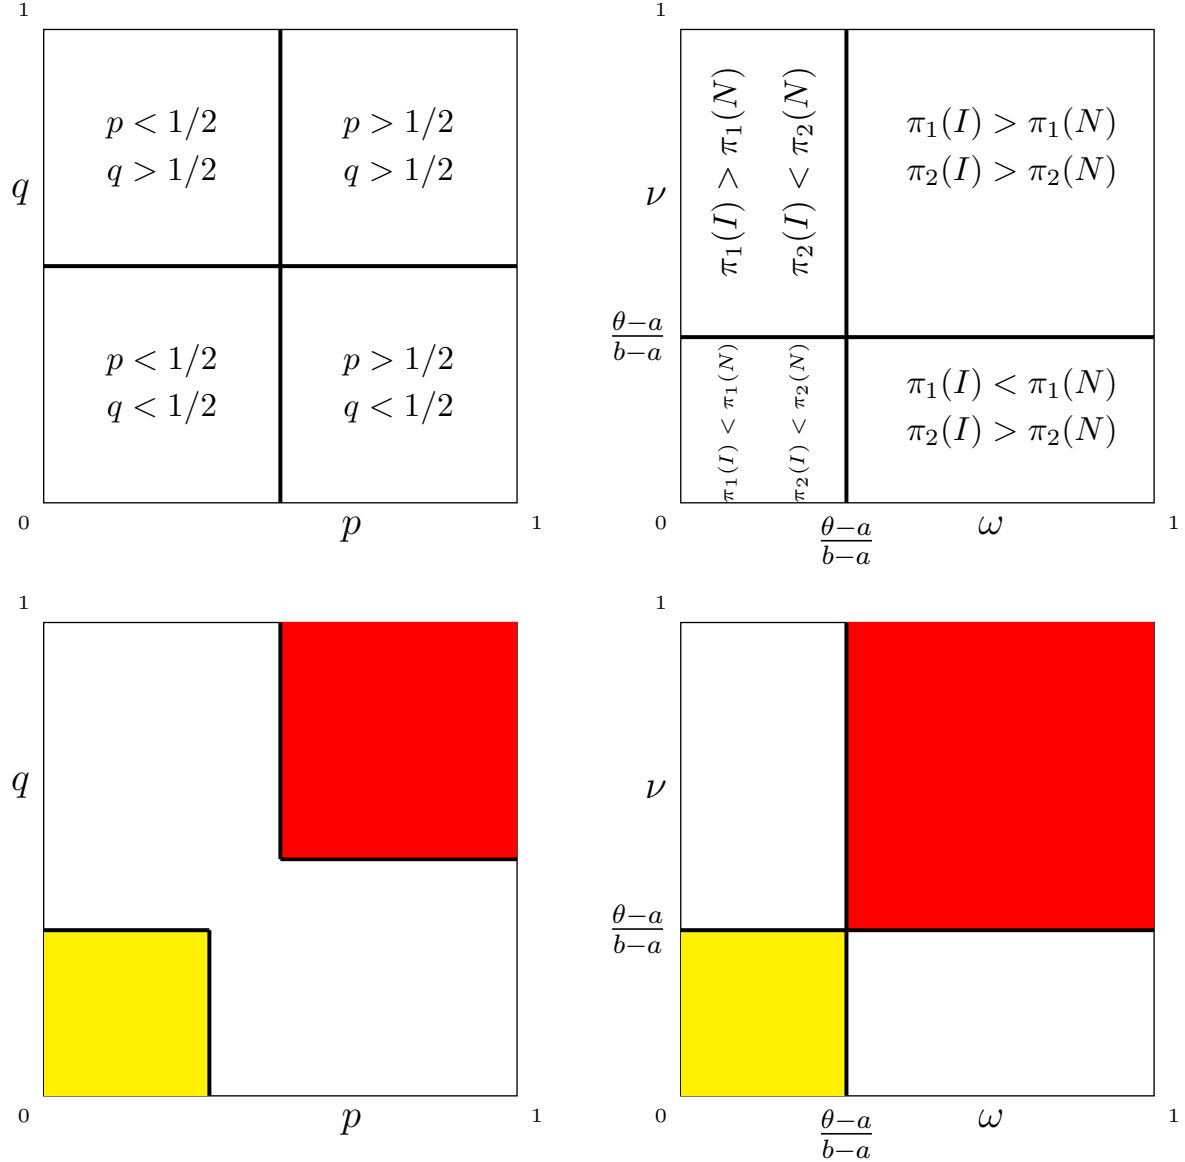 1
p < 1/2
q > 1/2
p > 1/2
q > 1/2
q
p < 1/2
q < 1/2
p > 1/2
q < 1/2
0
p
1
1
π₁(I) > π₁(N)
π₂(I) < π₂(N)
π₁(I) > π₁(N)
π₂(I) > π₂(N)
ν
θ−a
b−a
π₁(I) < π₁(N)
π₂(I) < π₂(N)
π₁(I) < π₁(N)
π₂(I) > π₂(N)
0
θ−a
b−a
ω
1
1
q
0
p
1
1
ν
θ−a
b−a
0
θ−a
b−a
ω
1